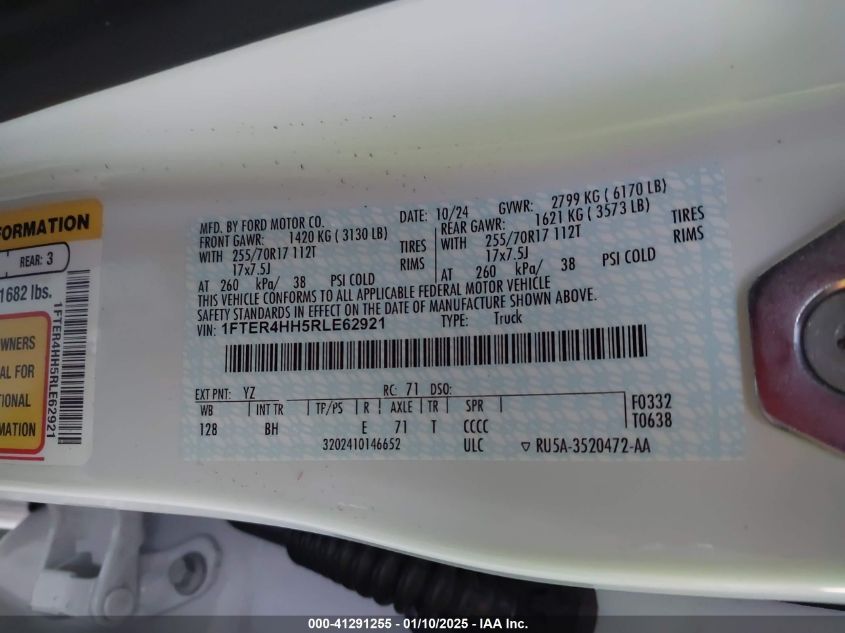 FORMATION
REAR: 3
1682 lbs.
1FTER4HH5RLE62921
OWNERS
FOR
MATION
MFD. BY FORD MOTOR CO.
DATE: 10/24 GVWR: 2799 KG ( 6170 LB)
FRONT GAWR: 1420 KG ( 3130 LB)
WITH 255/70R17 112T TIRES
17x7.5J RIMS
AT 260 kPa/ 38 PSI COLD
REAR GAWR: 1621 KG ( 3573 LB)
WITH 255/70R17 112T TIRES
17x7.5J RIMS
AT 260 kPa/ 38 PSI COLD
THIS VEHICLE CONFORMS TO ALL APPLICABLE FEDERAL MOTOR VEHICLE
SAFETY STANDARDS IN EFFECT ON THE DATE OF MANUFACTURE SHOWN ABOVE.
VIN: 1FTER4HH5RLE62921 TYPE: Truck
EXT PNT: YZ RC: 71 DSO:
WB INT TR TP/PS R AXLE TR SPR
128 BH E 71 T CCCC
F0332
T0638
3202410146652 ULC ▽ RU5A-3520472-AA
000-41291255 - 01/10/2025 - IAA Inc.